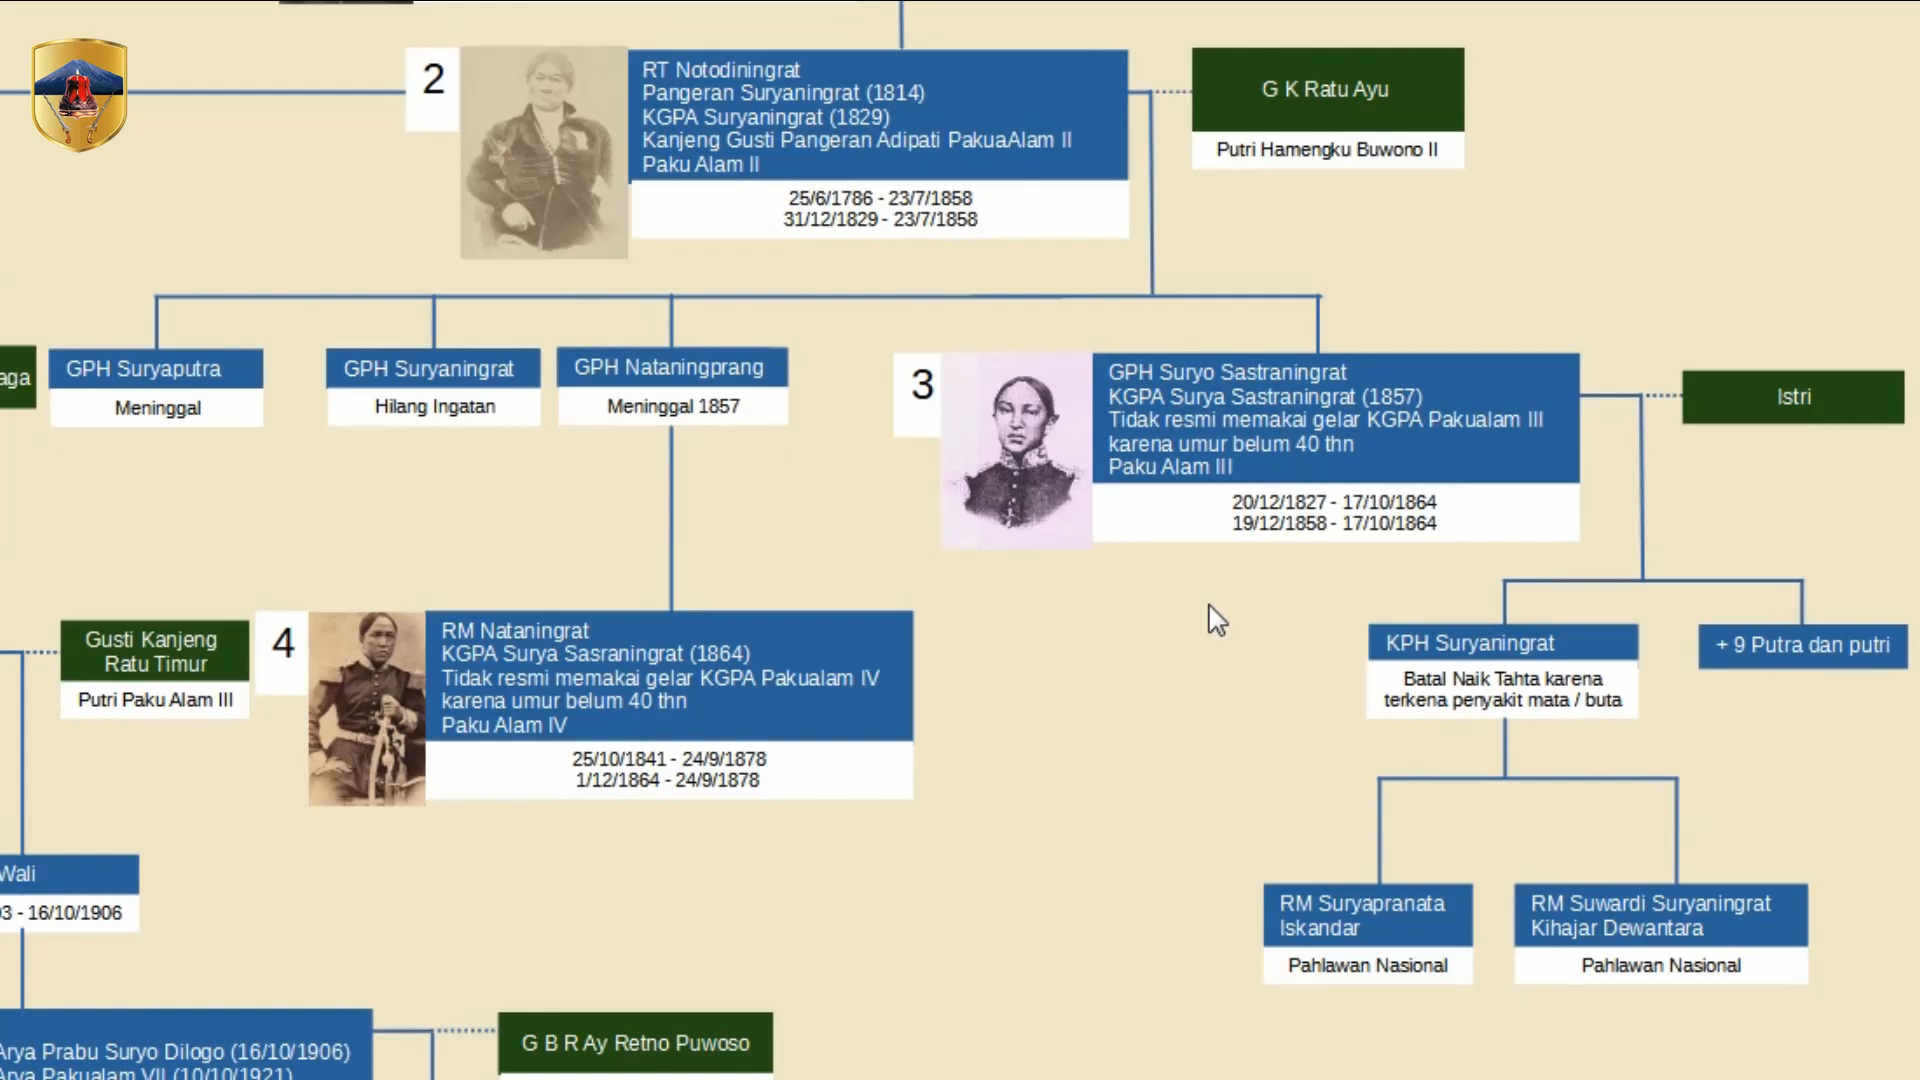 2
RT Notodiningrat
Pangeran Suryaningrat (1814)
KGPA Suryaningrat (1829)
Kanjeng Gusti Pangeran Adipati PakuaAlam II
Paku Alam II
25/6/1786 - 23/7/1858
31/12/1829 - 23/7/1858
G K Ratu Ayu
Putri Hamengku Buwono II
aga
GPH Suryaputra
Meninggal
GPH Suryaningrat
Hilang Ingatan
GPH Nataningprang
Meninggal 1857
3
GPH Suryo Sastraningrat
KGPA Surya Sastraningrat (1857)
Tidak resmi memakai gelar KGPA Pakualam III
karena umur belum 40 thn
Paku Alam III
20/12/1827 - 17/10/1864
19/12/1858 - 17/10/1864
Istri
Gusti Kanjeng
Ratu Timur
Putri Paku Alam III
4
RM Nataningrat
KGPA Surya Sasraningrat (1864)
Tidak resmi memakai gelar KGPA Pakualam IV
karena umur belum 40 thn
Paku Alam IV
25/10/1841 - 24/9/1878
1/12/1864 - 24/9/1878
KPH Suryaningrat
Batal Naik Tahta karena
terkena penyakit mata / buta
+ 9 Putra dan putri
Wali
03 - 16/10/1906
RM Suryapranata
Iskandar
Pahlawan Nasional
RM Suwardi Suryaningrat
Kihajar Dewantara
Pahlawan Nasional
Arya Prabu Suryo Dilogo (16/10/1906)
Arya Pakualam VII (10/10/1921)
G B R Ay Retno Puwoso